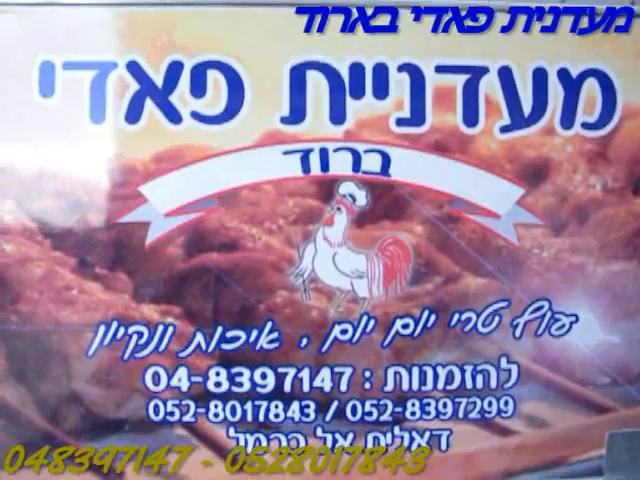 מעדנית פאדי בארוד
מעדניית פאדי
ברוד
עוף טרי יום יום , איכות ונקיון
להזמנות : 04-8397147
052-8017843 / 052-8397299
דאלית אל כרמל
048397147 - 0528017843